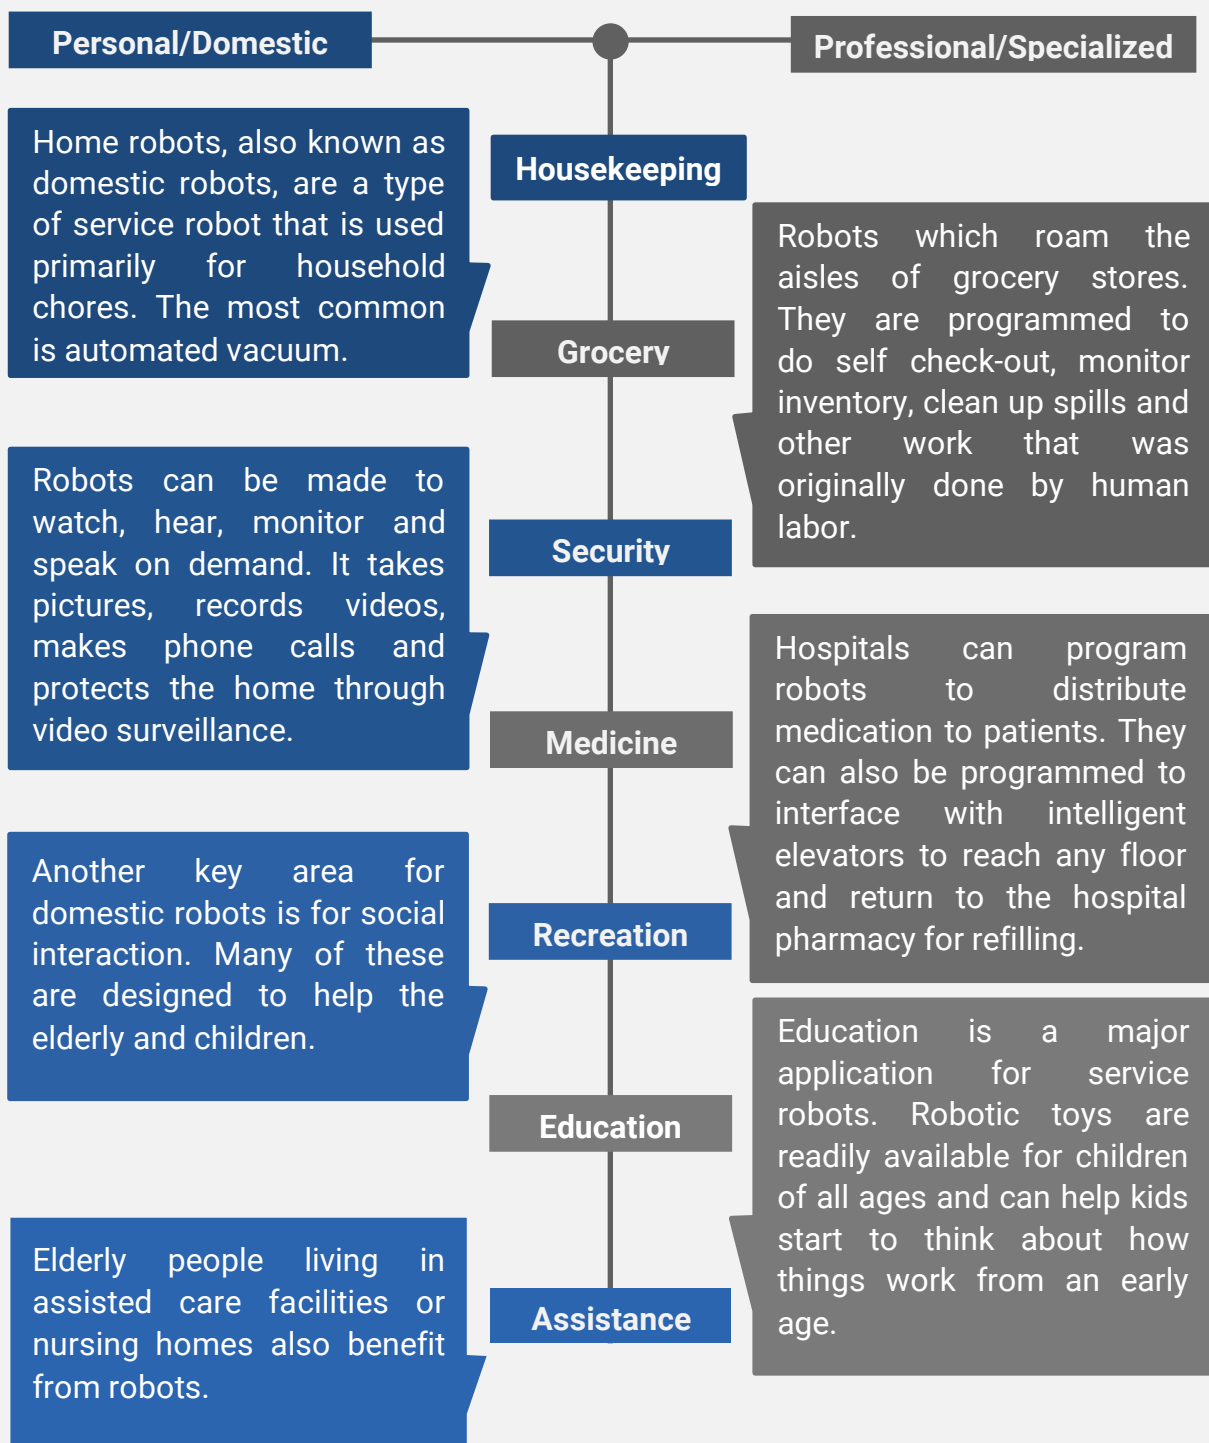 Personal/Domestic
Professional/Specialized
Housekeeping
Home robots, also known as
domestic robots, are a type
of service robot that is used
primarily for household
chores. The most common
is automated vacuum.
Grocery
Robots which roam the
aisles of grocery stores.
They are programmed to
do self check-out, monitor
inventory, clean up spills and
other work that was
originally done by human
labor.
Security
Robots can be made to
watch, hear, monitor and
speak on demand. It takes
pictures, records videos,
makes phone calls and
protects the home through
video surveillance.
Medicine
Hospitals can program
robots to distribute
medication to patients. They
can also be programmed to
interface with intelligent
elevators to reach any floor
and return to the hospital
pharmacy for refilling.
Recreation
Another key area for
domestic robots is for social
interaction. Many of these
are designed to help the
elderly and children.
Education
Education is a major
application for service
robots. Robotic toys are
readily available for children
of all ages and can help kids
start to think about how
things work from an early
age.
Assistance
Elderly people living in
assisted care facilities or
nursing homes also benefit
from robots.